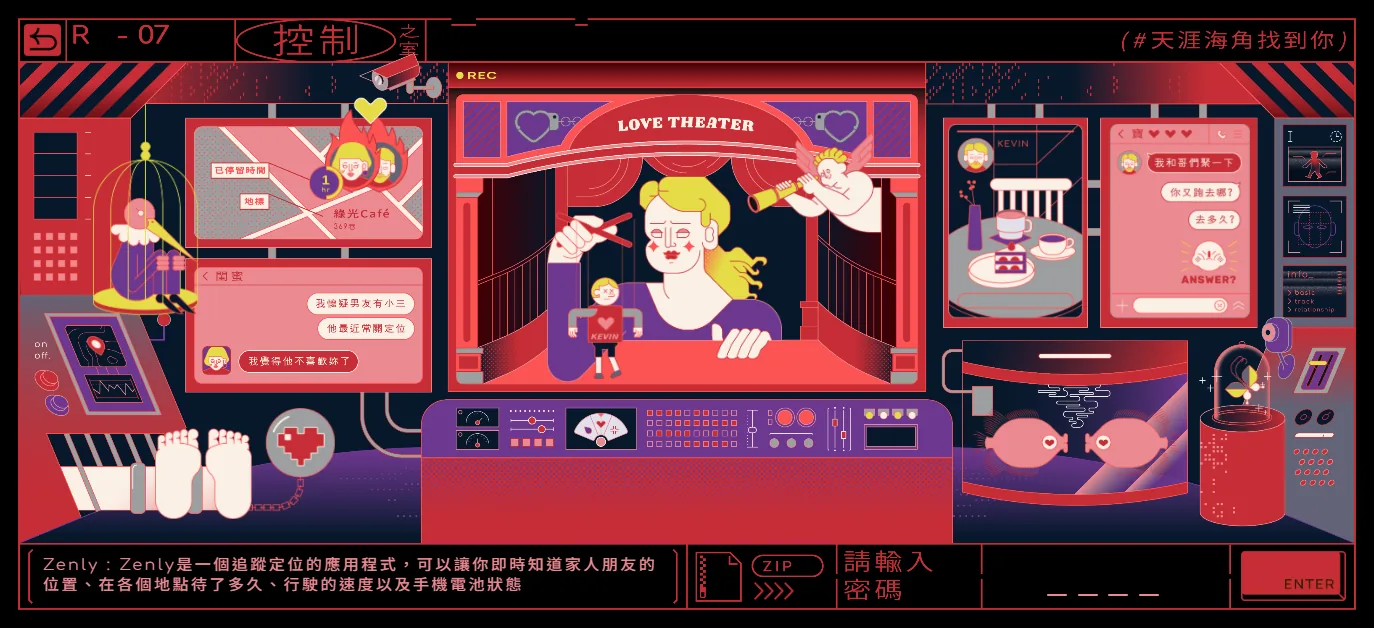 R - 07
控制
之室
(#天涯海角找到你)
REC
LOVE THEATER
已停留時間
1
hr
地標
綠光Café
閨蜜
我懷疑男友有小三
他最近常關定位
我覺得他不喜歡妳了
on
off.
KEVIN
KEVIN
寶
我和哥們聚一下
你又跑去哪?
去多久?
ANSWER?
info_
> basic
> track
> relationship
Zenly：Zenly是一個追蹤定位的應用程式，可以讓你即時知道家人朋友的
位置、在各個地點待了多久、行駛的速度以及手機電池狀態
ZIP
請輸入
密碼
ENTER